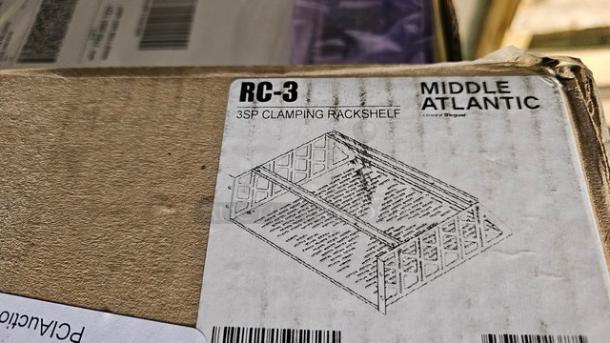 RC-3
3SP CLAMPING RACKSHELF
MIDDLE
ATLANTIC
PCIAuctio